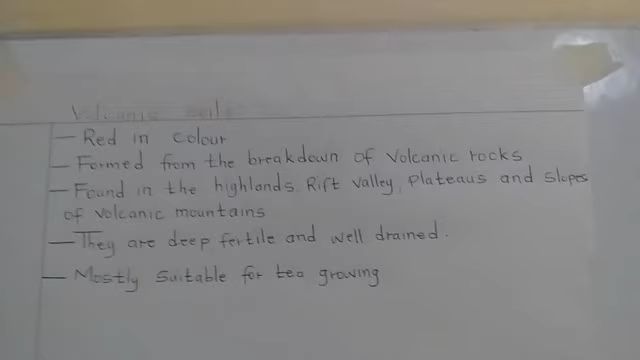 Volcanic soils
— Red in colour
— Formed from the breakdown of volcanic rocks
— Found in the highlands, Rift valley, plateaus and slopes
of volcanic mountains
— They are deep fertile and well drained.
— Mostly suitable for tea growing